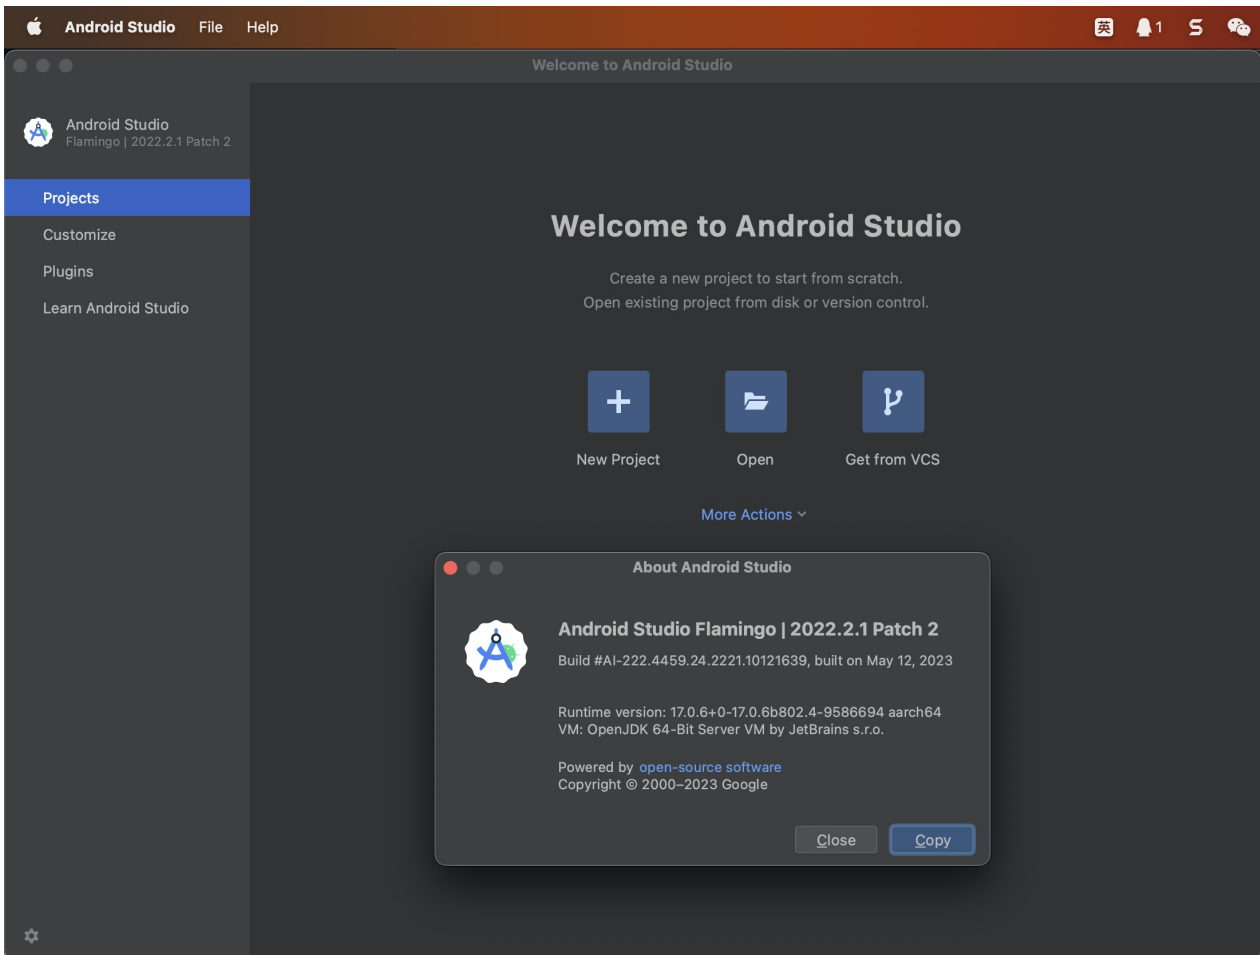 Android Studio File Help 英 1
Welcome to Android Studio
Android Studio
Flamingo | 2022.2.1 Patch 2
Projects
Customize
Plugins
Learn Android Studio
Welcome to Android Studio
Create a new project to start from scratch.
Open existing project from disk or version control.
New Project Open Get from VCS
More Actions
About Android Studio
Android Studio Flamingo | 2022.2.1 Patch 2
Build #AI-222.4459.24.2221.10121639, built on May 12, 2023
Runtime version: 17.0.6+0-17.0.6b802.4-9586694 aarch64
VM: OpenJDK 64-Bit Server VM by JetBrains s.r.o.
Powered by open-source software
Copyright © 2000–2023 Google
Close Copy